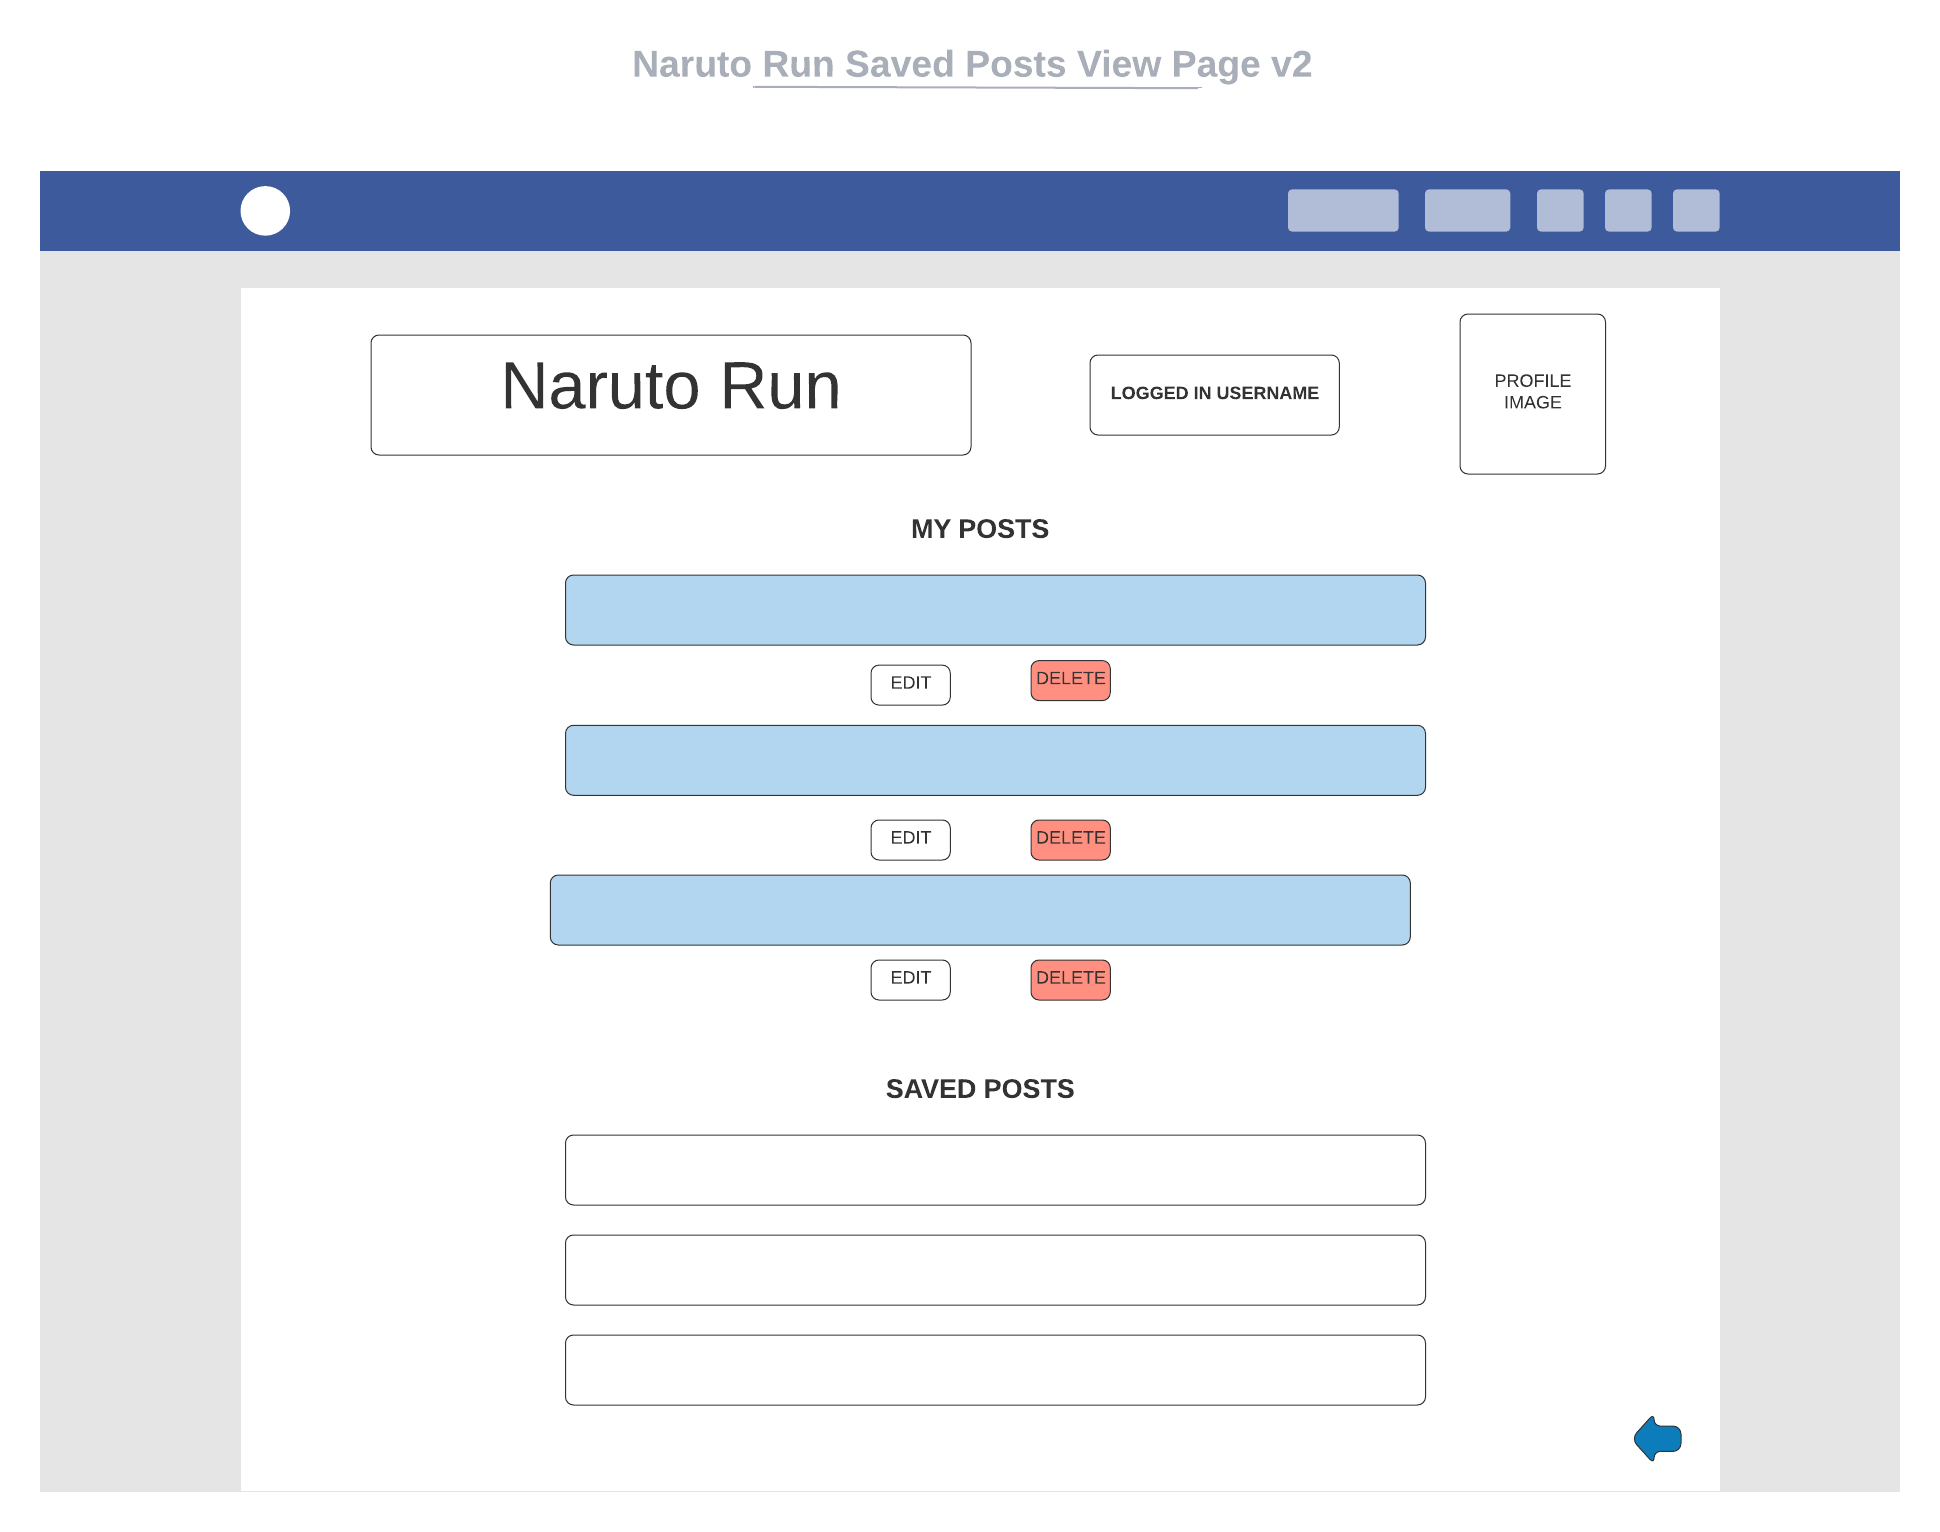 Naruto Run Saved Posts View Page v2
Naruto Run
LOGGED IN USERNAME
PROFILE
IMAGE
MY POSTS
EDIT
DELETE
EDIT
DELETE
EDIT
DELETE
SAVED POSTS